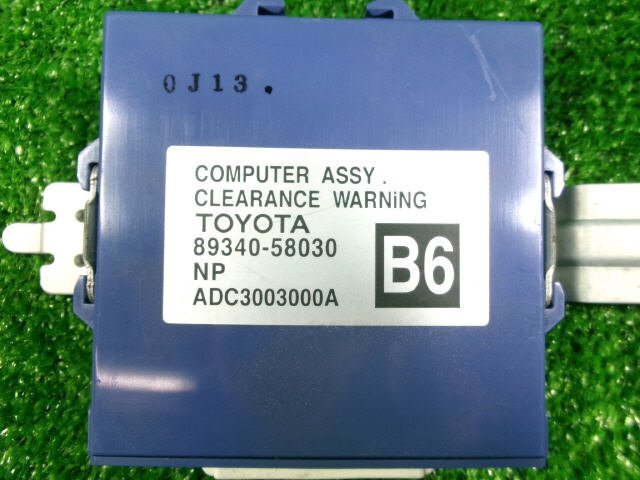 0J13.
COMPUTER ASSY.
CLEARANCE WARNiNG
TOYOTA
89340-58030
NP
ADC3003000A
B6